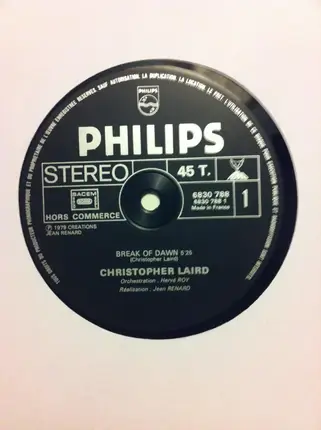 TOUS DROITS DU PRODUCTEUR PHONOGRAPHIQUE ET DU PROPRIETAIRE DE L'ŒUVRE ENREGISTREE RESERVES. SAUF AUTORISATION, LA DUPLICATION, LA LOCATION, LE PRET, L'UTILISATION DE CE DISQUE POUR EXECUTION PUBLIQUE ET RADIODIFFUSION SONT INTERDITS.
PHILIPS
PHILIPS
STEREO
45 T.
SACEM
HORS COMMERCE
6830 788
6830 788 1
Made in France
1
Ⓟ 1978 CREATIONS
JEAN RENARD
BREAK OF DAWN 5'25
(Christopher Laird)
CHRISTOPHER LAIRD
Orchestration : Hervé ROY
Réalisation : Jean RENARD